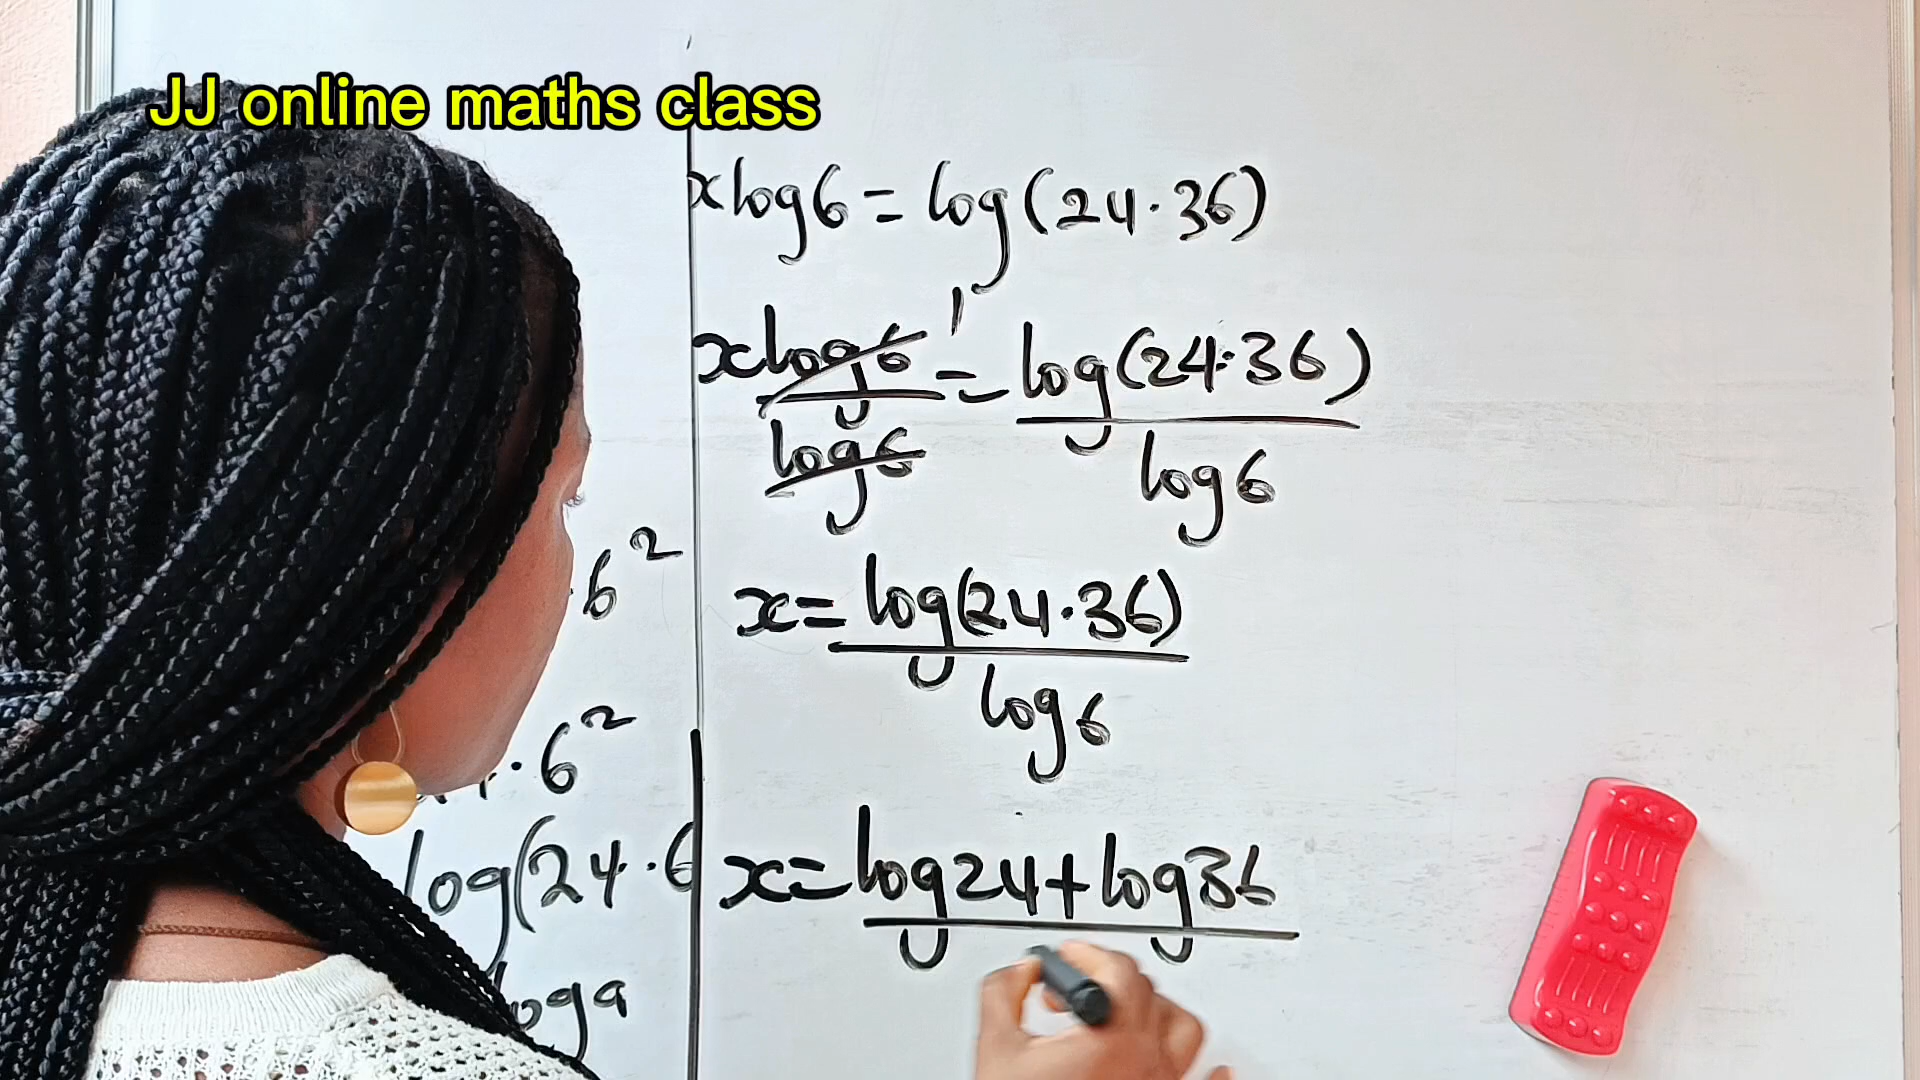 JJ online maths class
6²
· 6²
log(24·6
oga
xlog6 = log(24·36)
xlog6 1 = log(24·36)
log6 log6
x = log(24·36)
log6
x = log24 + log36